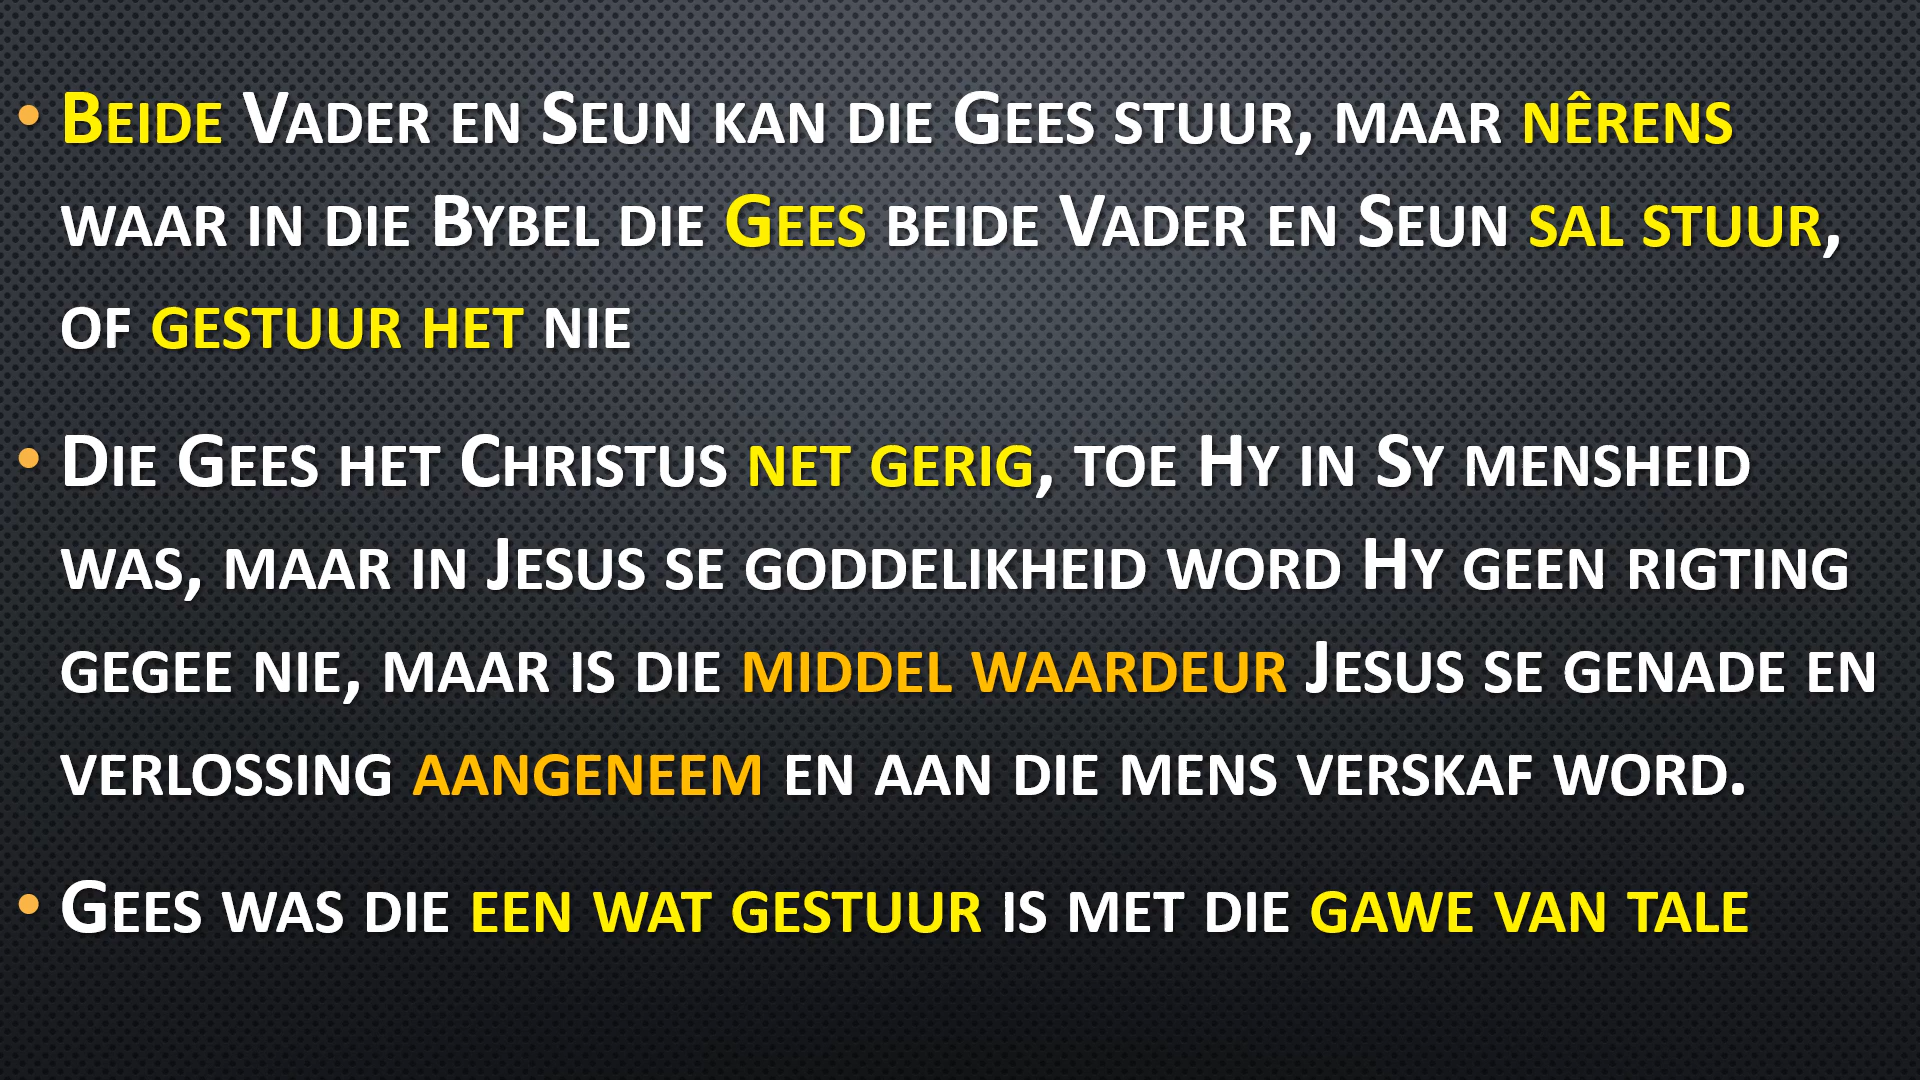 • Beide Vader en Seun kan die Gees stuur, maar nêrens
waar in die Bybel die Gees beide Vader en Seun sal stuur,
of gestuur het nie
• Die Gees het Christus net gerig, toe Hy in Sy mensheid
was, maar in Jesus se goddelikheid word Hy geen rigting
gegee nie, maar is die middel waardeur Jesus se genade en
verlossing aangeneem en aan die mens verskaf word.
• Gees was die een wat gestuur is met die gawe van tale